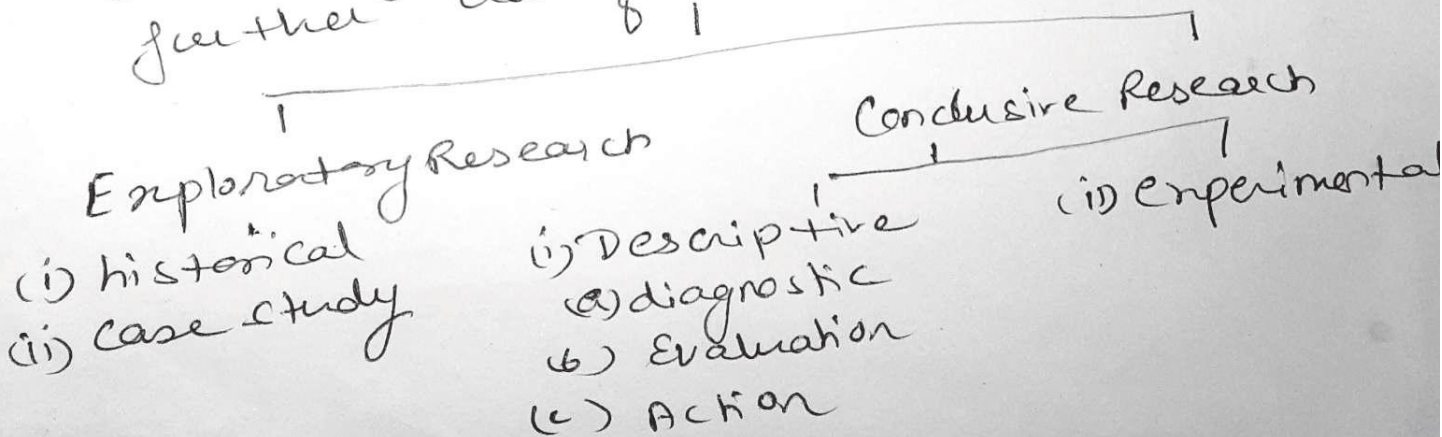 further
Exploratory Research
Conclusive Research
(i) historical
(ii) case study
(i) Descriptive
(a) diagnostic
(b) Evaluation
(c) Action
(ii) experimental